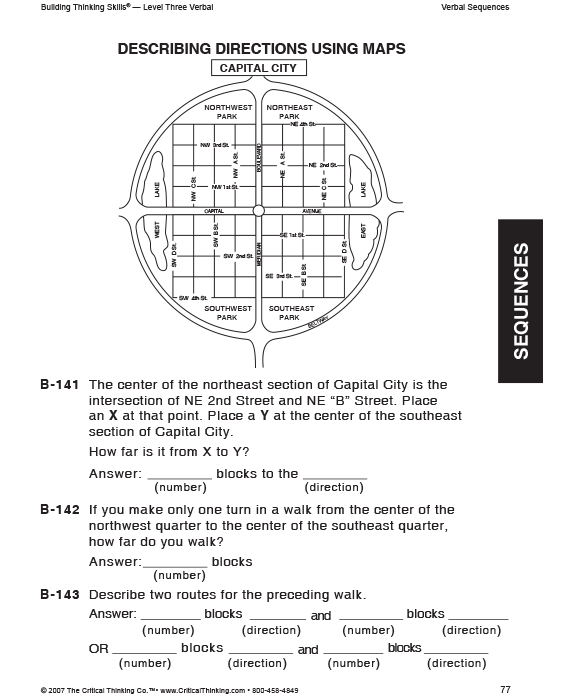 Building Thinking Skills® — Level Three Verbal
Verbal Sequences
DESCRIBING DIRECTIONS USING MAPS
CAPITAL CITY
NORTHWEST PARK
NORTHEAST PARK
NE 4th St.
NW 3rd St.
BOULEVARD
NW A St.
NE A St.
NE 2nd St.
LAKE
NW C St.
NW 1st St.
NE C St.
LAKE
CAPITAL
AVENUE
WEST
SW B St.
SE 1st St.
EAST
SW D St.
SW 2nd St.
MERIDIAN
SE D St.
SE 3rd St.
SE B St.
SW 4th St.
SOUTHWEST PARK
SOUTHEAST PARK
BELTWAY
SEQUENCES
B-141 The center of the northeast section of Capital City is the
intersection of NE 2nd Street and NE “B” Street. Place
an X at that point. Place a Y at the center of the southeast
section of Capital City.
How far is it from X to Y?
Answer: ________ blocks to the ________
(number) (direction)
B-142 If you make only one turn in a walk from the center of the
northwest quarter to the center of the southeast quarter,
how far do you walk?
Answer: ________ blocks
(number)
B-143 Describe two routes for the preceding walk.
Answer: ________ blocks ________ and ________ blocks ________
(number) (direction) (number) (direction)
OR ________ blocks ________ and ________ blocks ________
(number) (direction) (number) (direction)
© 2007 The Critical Thinking Co.™ • www.CriticalThinking.com • 800-458-4849
77